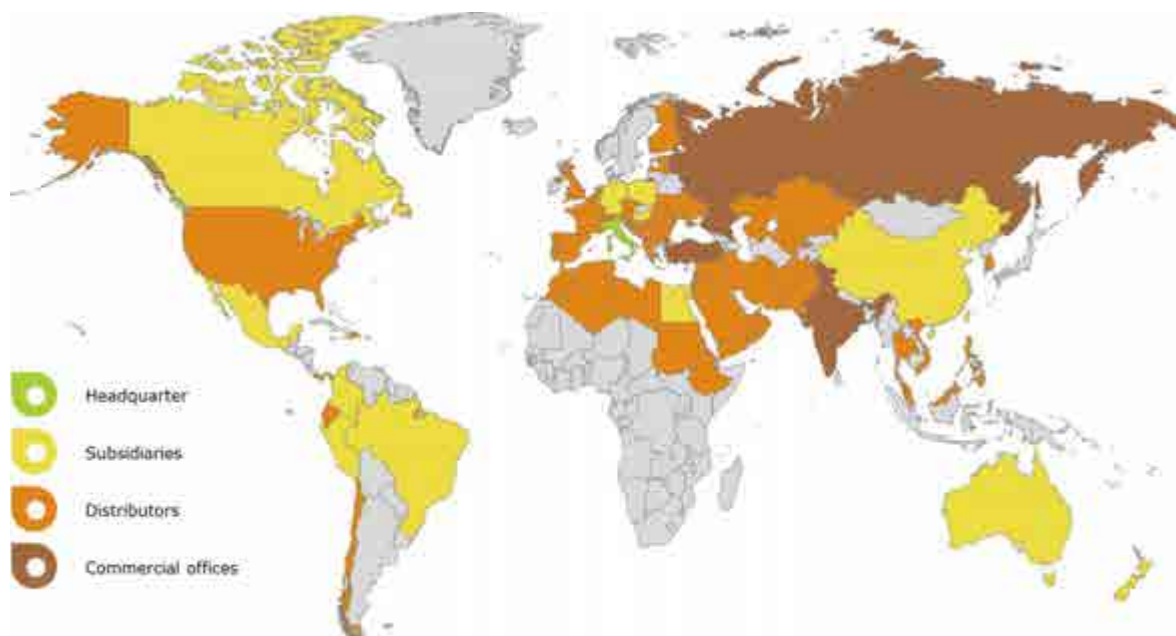 Headquarter
Subsidiaries
Distributors
Commercial offices